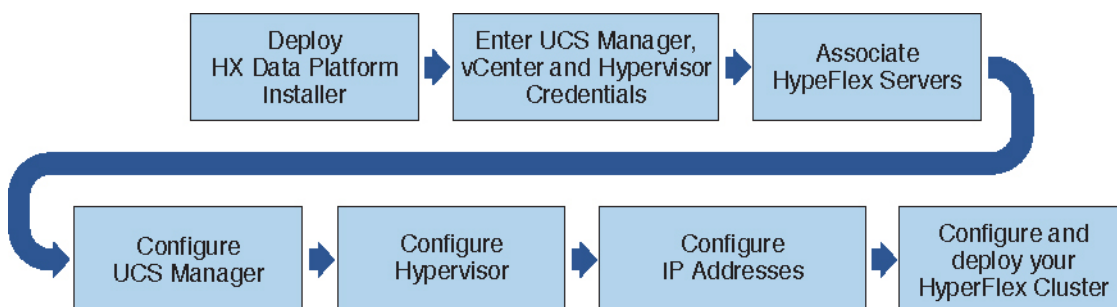 Deploy
HX Data Platform
Installer
Enter UCS Manager,
vCenter and Hypervisor
Credentials
Associate
HypeFlex Servers
Configure
UCS Manager
Configure
Hypervisor
Configure
IP Addresses
Configure and
deploy your
HyperFlex Cluster